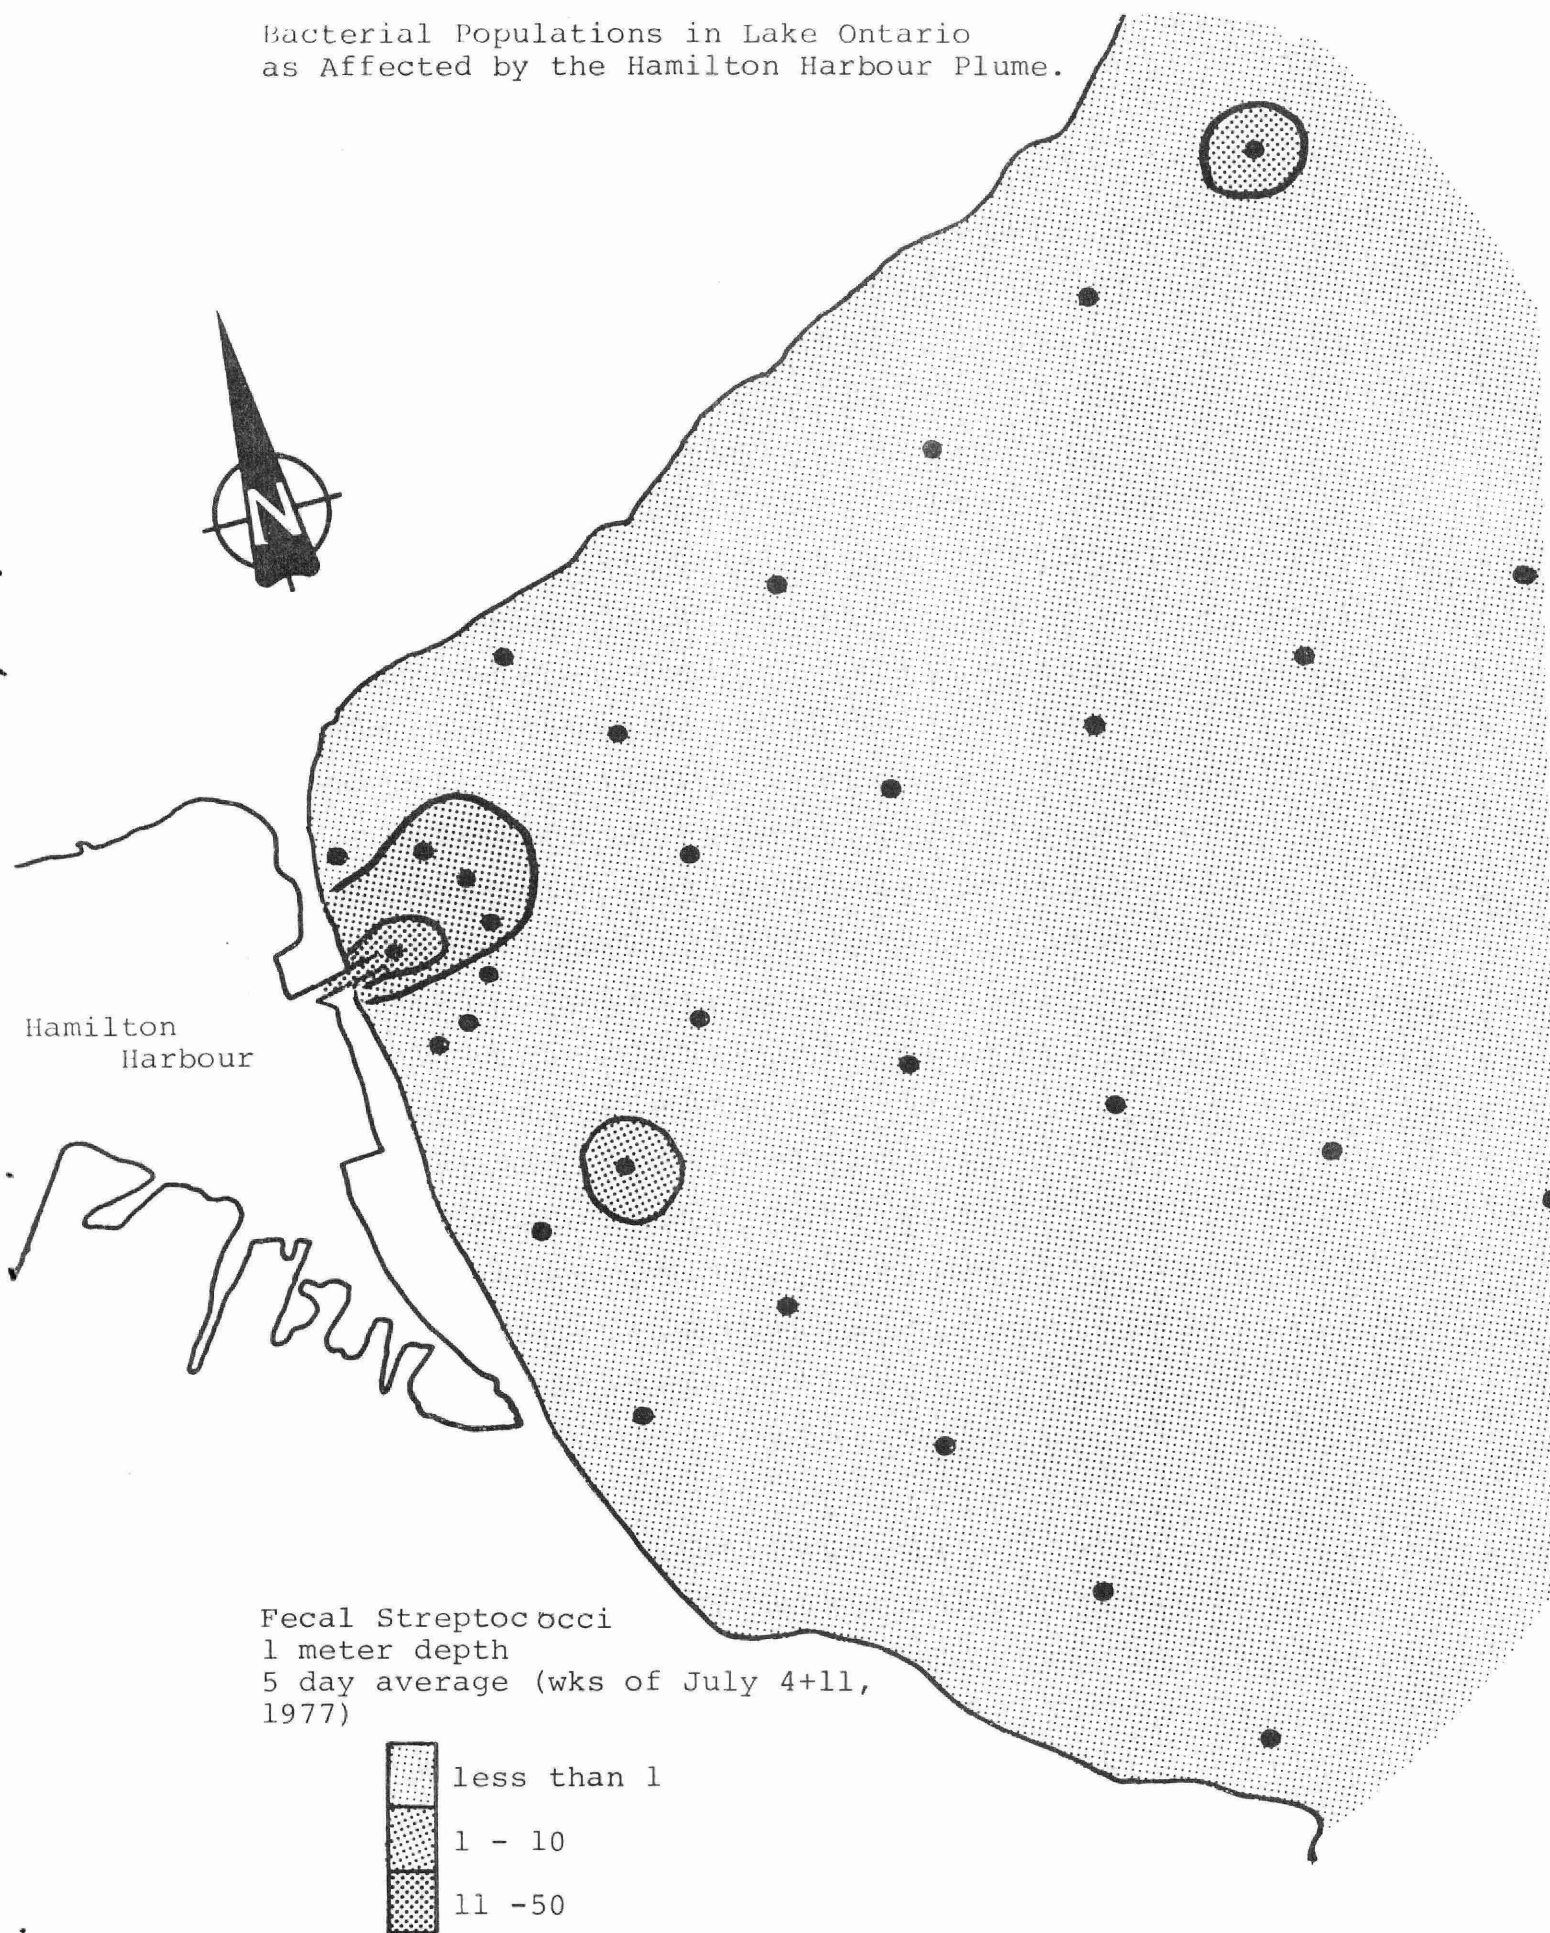 Bacterial Populations in Lake Ontario
as Affected by the Hamilton Harbour Plume.
N
Hamilton
Harbour
Fecal Streptococci
1 meter depth
5 day average (wks of July 4+11,
1977)
less than 1
1 - 10
11 -50